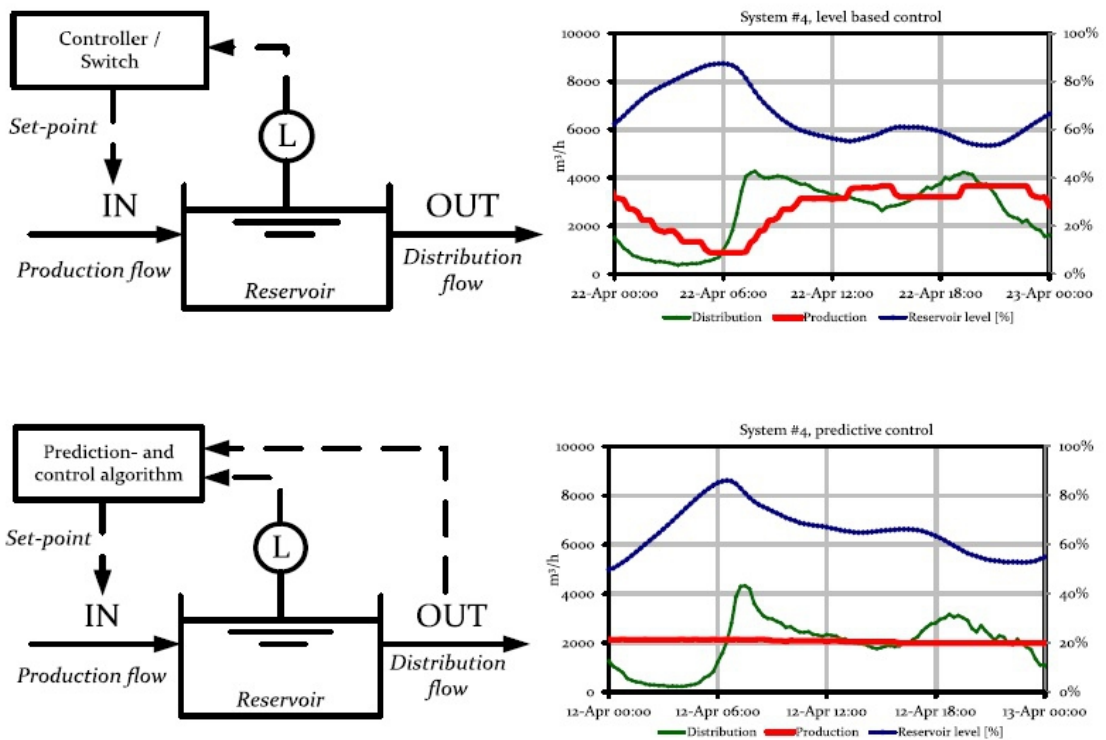 Controller /
Switch
Set-point
L
IN
OUT
Production flow
Distribution
flow
Reservoir
System #4, level based control
10000
8000
6000
4000
2000
0
m³/h
100%
80%
60%
40%
20%
0%
22-Apr 00:00
22-Apr 06:00
22-Apr 12:00
22-Apr 18:00
23-Apr 00:00
Distribution
Production
Reservoir level [%]
Prediction- and
control algorithm
Set-point
L
IN
OUT
Production flow
Distribution
flow
Reservoir
System #4, predictive control
10000
8000
6000
4000
2000
0
m³/h
100%
80%
60%
40%
20%
0%
12-Apr 00:00
12-Apr 06:00
12-Apr 12:00
12-Apr 18:00
13-Apr 00:00
Distribution
Production
Reservoir level [%]